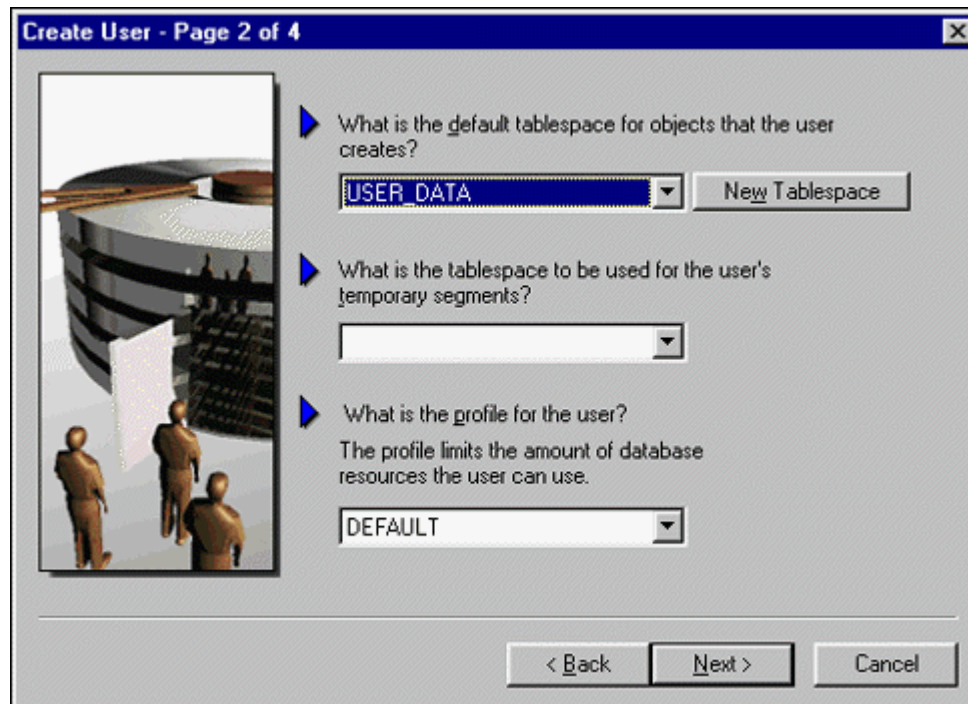 Create User - Page 2 of 4
What is the default tablespace for objects that the user
creates?
USER_DATA
New Tablespace
What is the tablespace to be used for the user's
temporary segments?
What is the profile for the user?
The profile limits the amount of database
resources the user can use.
DEFAULT
< Back
Next >
Cancel